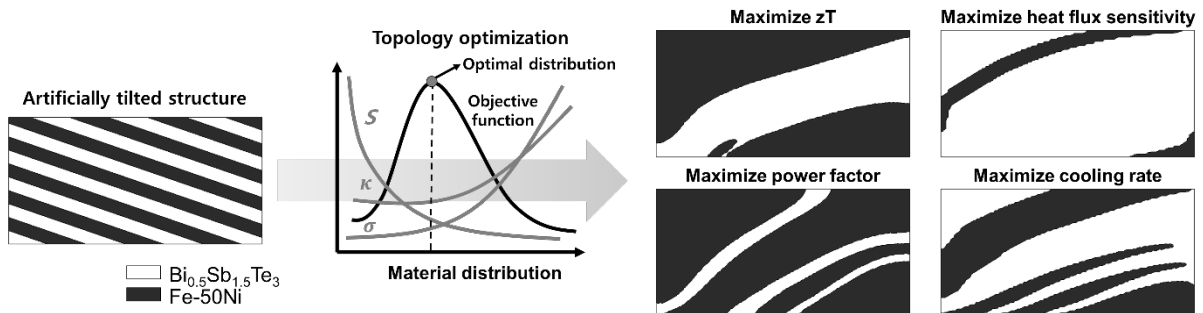 Artificially tilted structure
Bi0.5Sb1.5Te3
Fe-50Ni
Topology optimization
Optimal distribution
Objective
function
S
κ
σ
Material distribution
Maximize zT
Maximize heat flux sensitivity
Maximize power factor
Maximize cooling rate